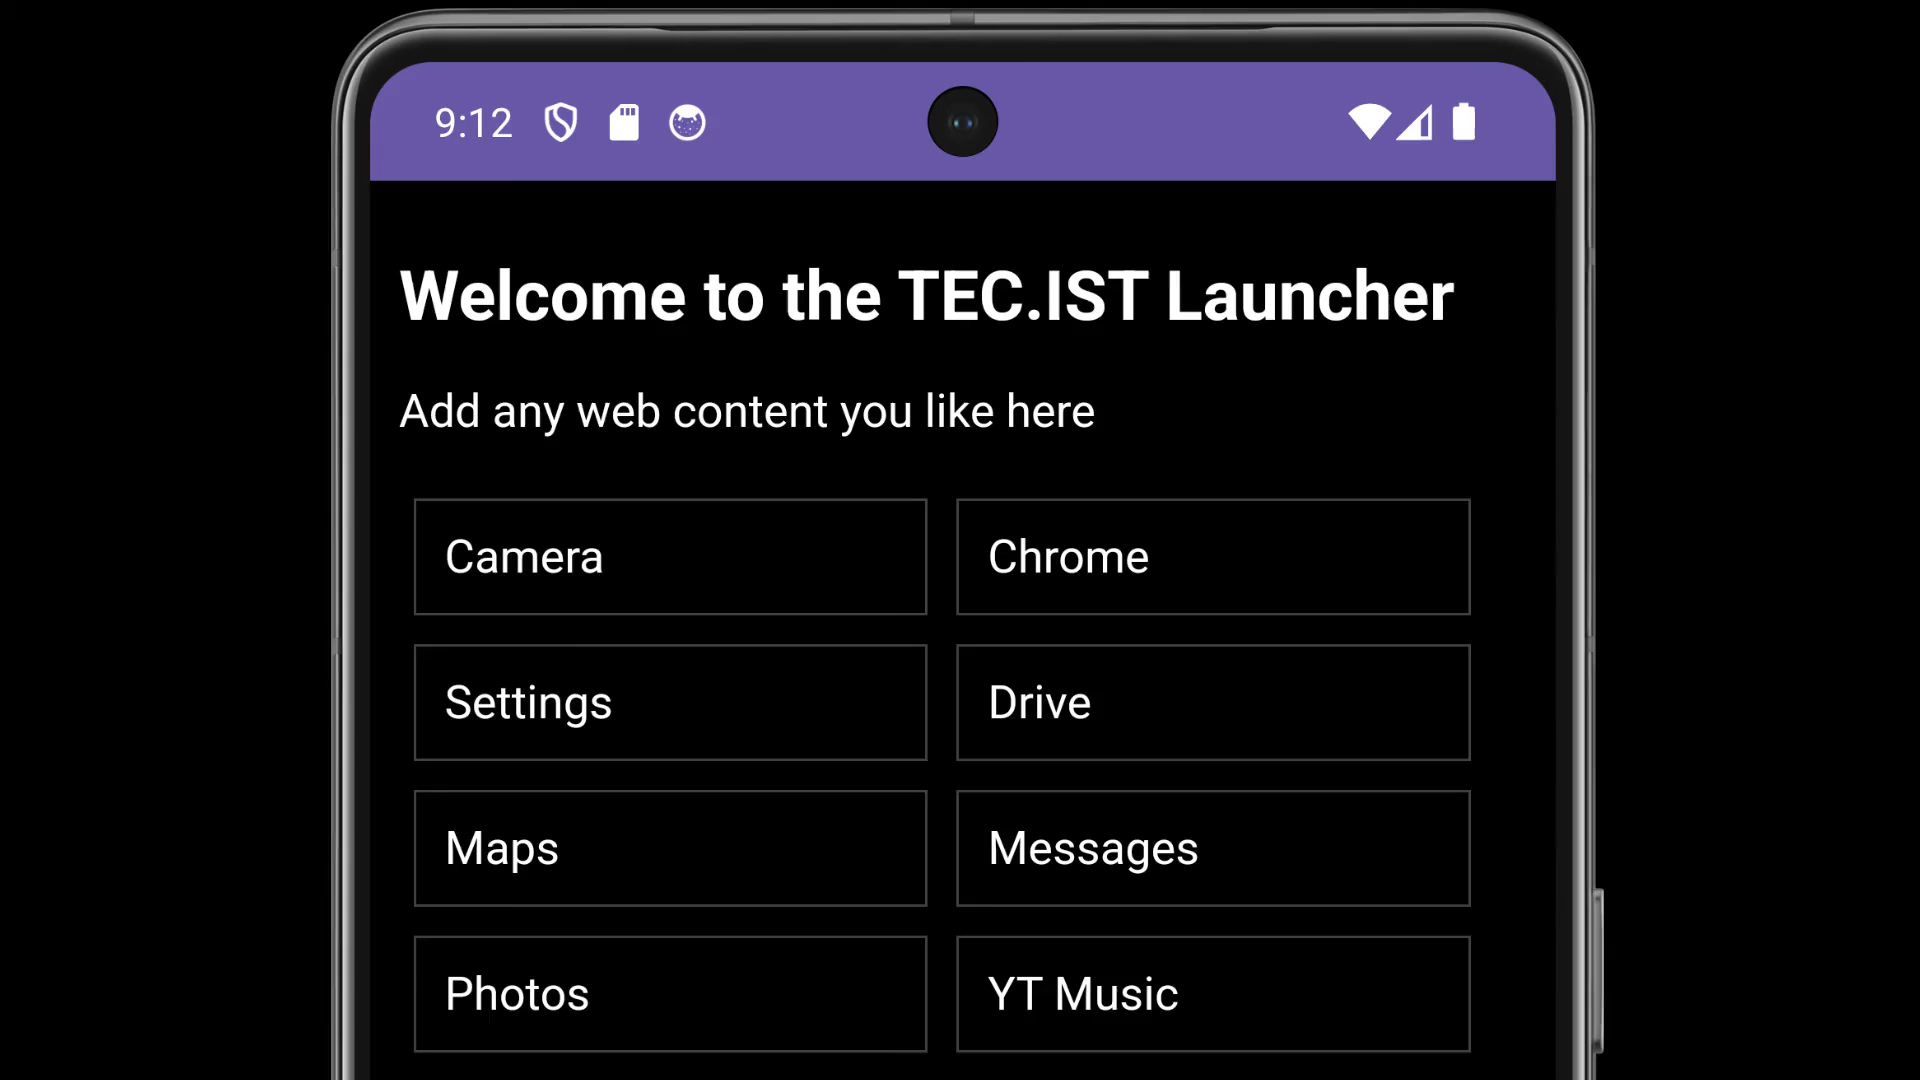 9:12
Welcome to the TEC.IST Launcher
Add any web content you like here
Camera
Chrome
Settings
Drive
Maps
Messages
Photos
YT Music